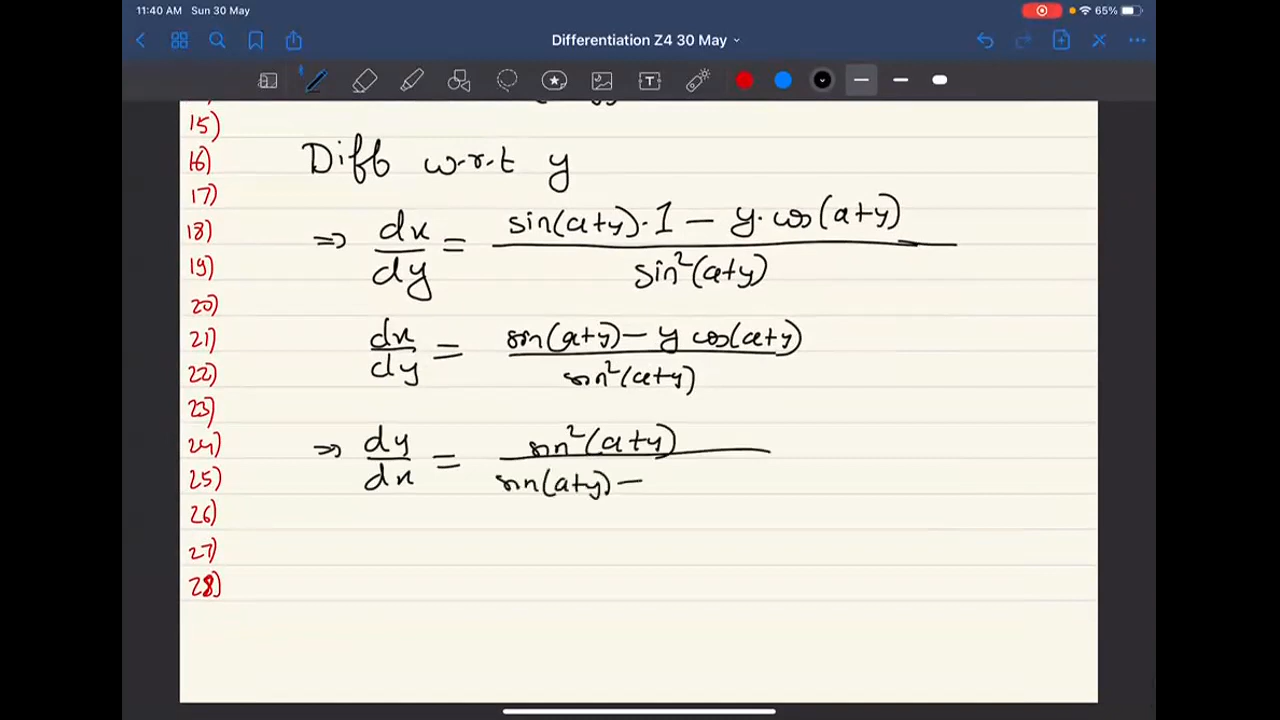 11:40 AM Sun 30 May 65%
Differentiation Z4 30 May
15)
16) Diff w.r.t y
17)
18) ⇒ dx/dy = (sin(a+y)·1 − y·cos(a+y))/(sin²(a+y))
19)
20)
21) dx/dy = (sin(a+y) − y cos(a+y))/(sin²(a+y))
22)
23)
24) ⇒ dy/dx = (sin²(a+y))/(sin(a+y) −
25)
26)
27)
28)